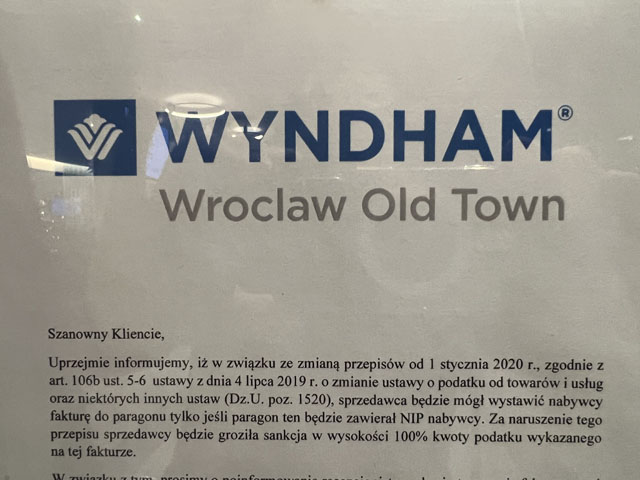 WYNDHAM®
Wroclaw Old Town
Szanowny Kliencie,
Uprzejmie informujemy, iż w związku ze zmianą przepisów od 1 stycznia 2020 r., zgodnie z
art. 106b ust. 5-6 ustawy z dnia 4 lipca 2019 r. o zmianie ustawy o podatku od towarów i usług
oraz niektórych innych ustaw (Dz.U. poz. 1520), sprzedawca będzie mógł wystawić nabywcy
fakturę do paragonu tylko jeśli paragon ten będzie zawierał NIP nabywcy. Za naruszenie tego
przepisu sprzedawcy będzie groziła sankcja w wysokości 100% kwoty podatku wykazanego
na tej fakturze.
W związku z tym, prosimy o poinformowanie